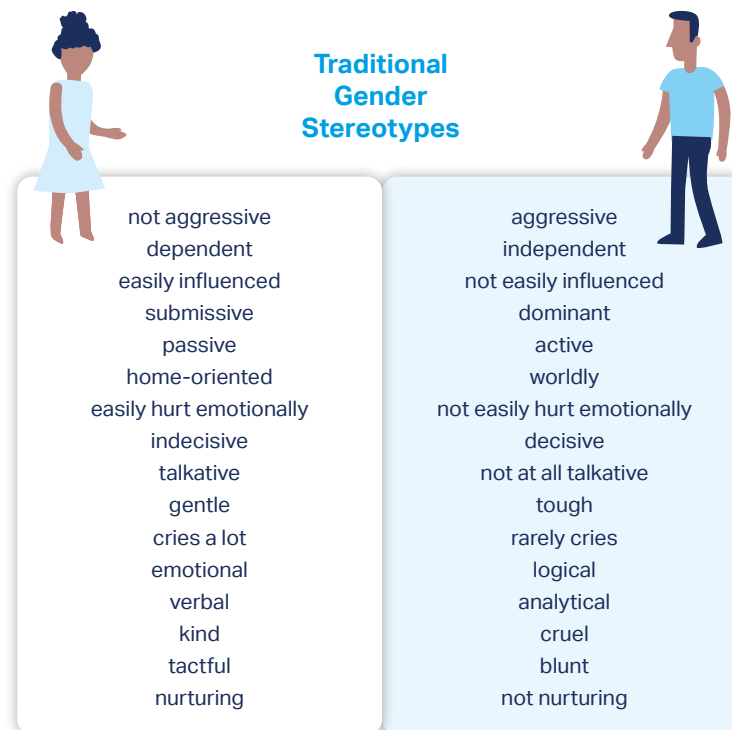 Traditional
Gender
Stereotypes
not aggressive
dependent
easily influenced
submissive
passive
home-oriented
easily hurt emotionally
indecisive
talkative
gentle
cries a lot
emotional
verbal
kind
tactful
nurturing
aggressive
independent
not easily influenced
dominant
active
worldly
not easily hurt emotionally
decisive
not at all talkative
tough
rarely cries
logical
analytical
cruel
blunt
not nurturing